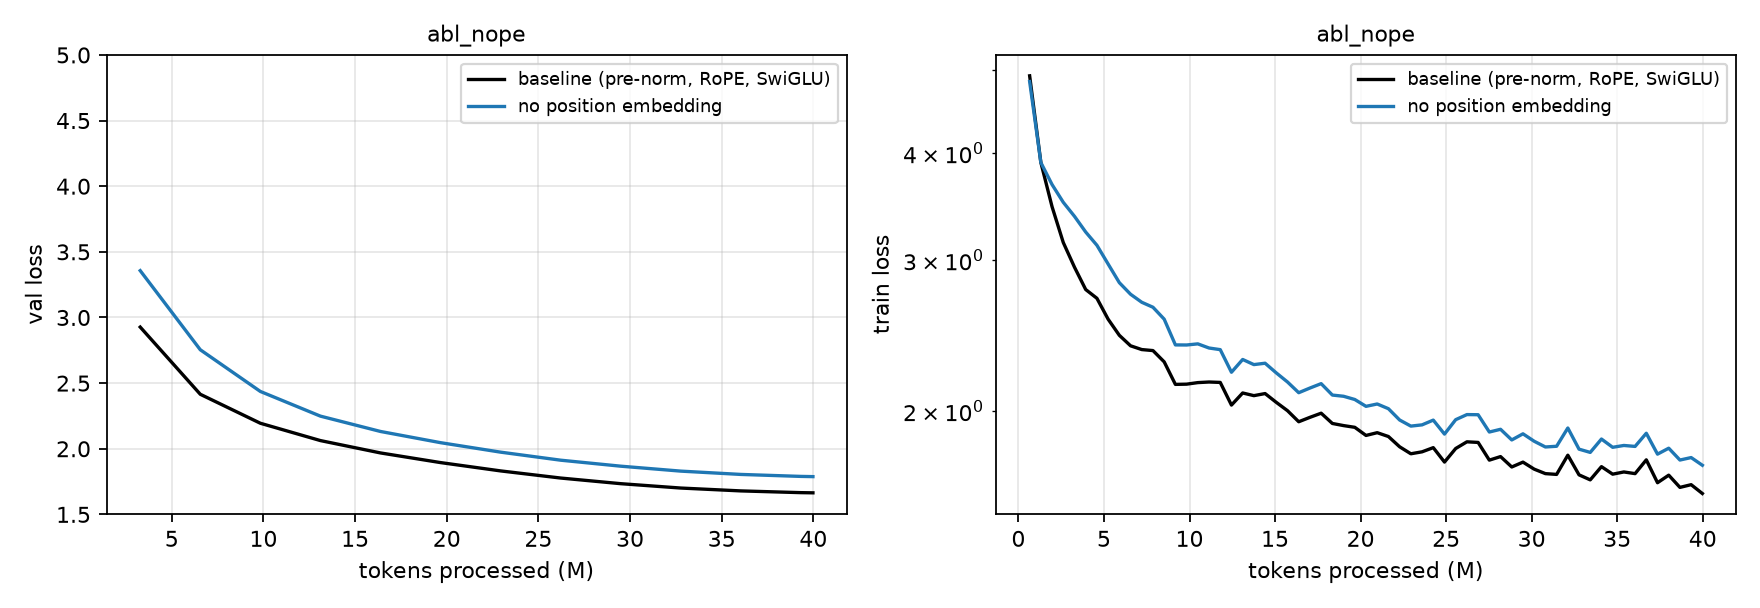 abl_nope
5.0
4.5
4.0
3.5
3.0
2.5
2.0
1.5
val loss
5
10
15
20
25
30
35
40
tokens processed (M)
baseline (pre-norm, RoPE, SwiGLU)
no position embedding
abl_nope
4 × 10⁰
3 × 10⁰
2 × 10⁰
train loss
0
5
10
15
20
25
30
35
40
tokens processed (M)
baseline (pre-norm, RoPE, SwiGLU)
no position embedding